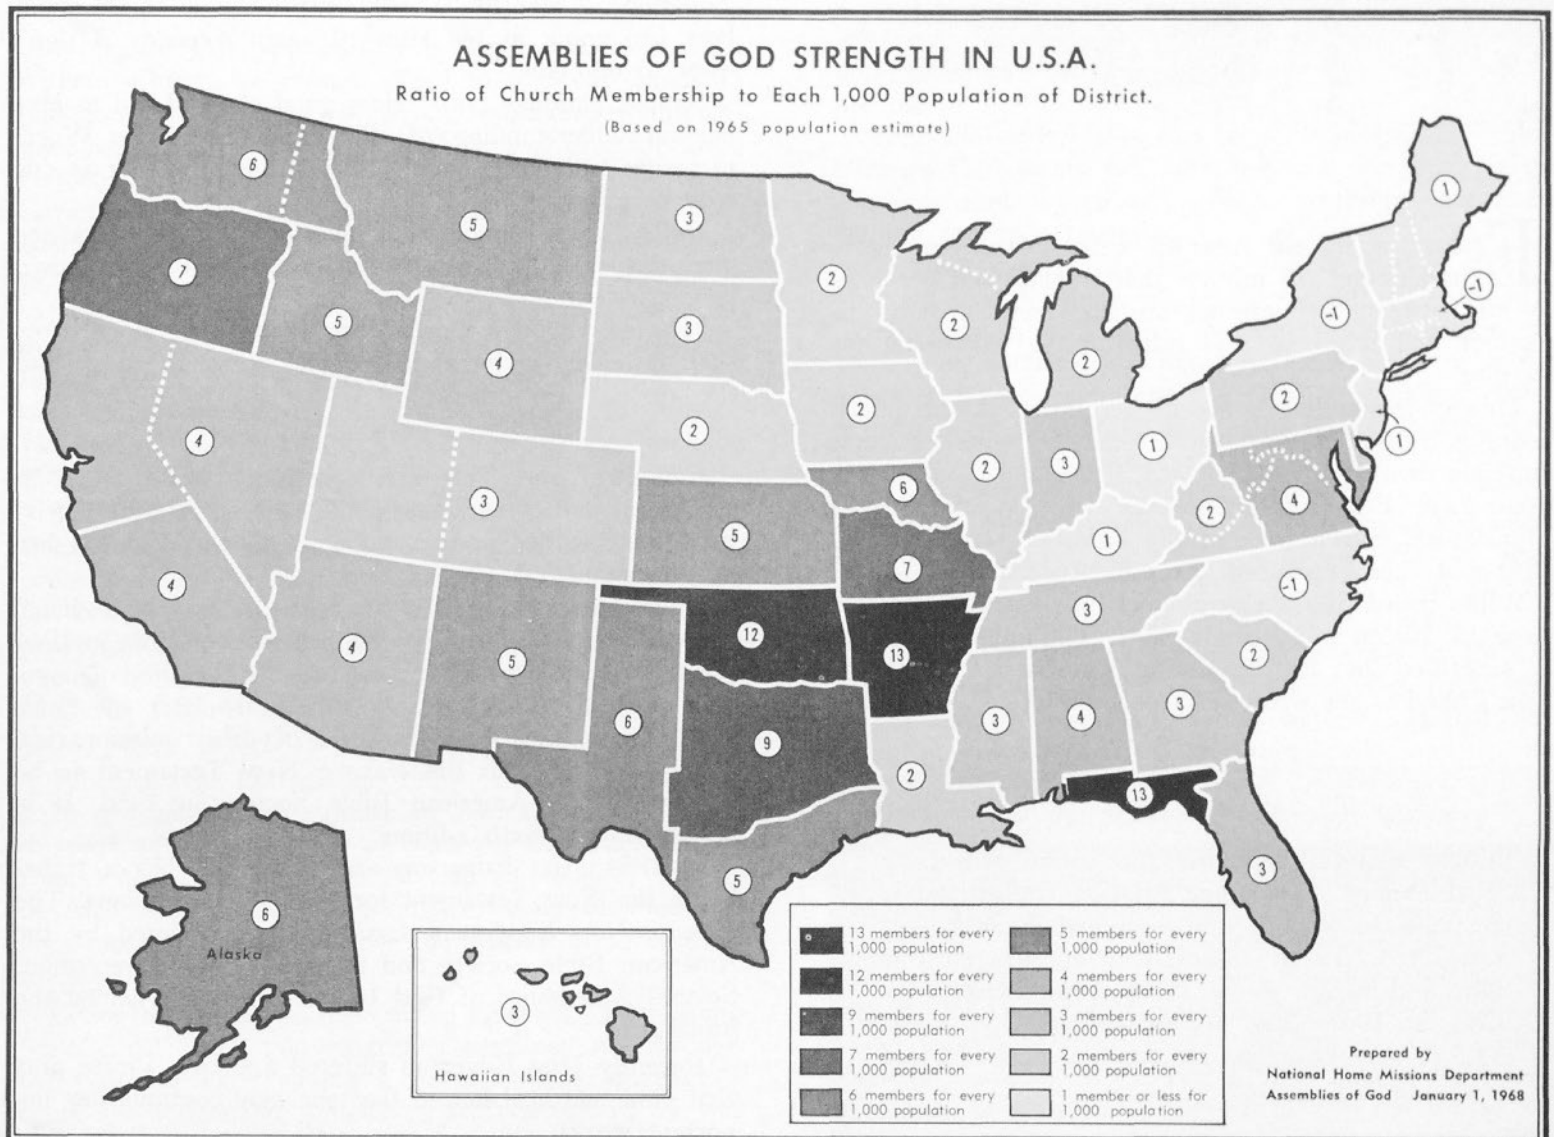 ASSEMBLIES OF GOD STRENGTH IN U.S.A.
Ratio of Church Membership to Each 1,000 Population of District.
(Based on 1965 population estimate)
6
5
3
1
7
2
-1
5
3
2
-1
4
2
2
2
2
1
4
3
2
3
1
6
4
5
2
1
4
7
3
-1
12
13
2
4
5
6
9
3
4
3
2
13
5
3
6
Alaska
3
Hawaiian Islands
13 members for every
1,000 population
12 members for every
1,000 population
9 members for every
1,000 population
7 members for every
1,000 population
6 members for every
1,000 population
5 members for every
1,000 population
4 members for every
1,000 population
3 members for every
1,000 population
2 members for every
1,000 population
1 member or less for
1,000 population
Prepared by
National Home Missions Department
Assemblies of God January 1, 1968